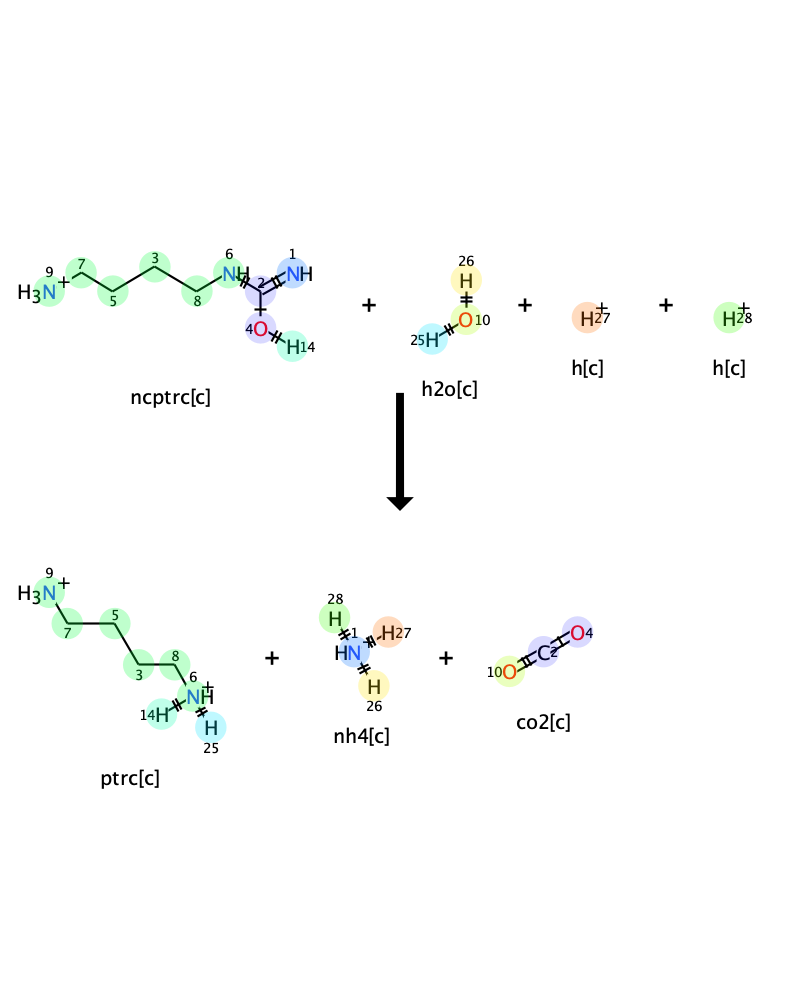 9 7 5 3 8 6 1
H3N+ NH 2 NH
4O H14
ncptrc[c]
+
26
H
O10
25H
h2o[c]
+
H+27
h[c]
+
H+28
h[c]
9
H3N+
7 5 3 8 6
NH+
14H H
25
ptrc[c]
+
28
H
1 H27
HN
H
26
nh4[c]
+
O4
C2
10O
co2[c]